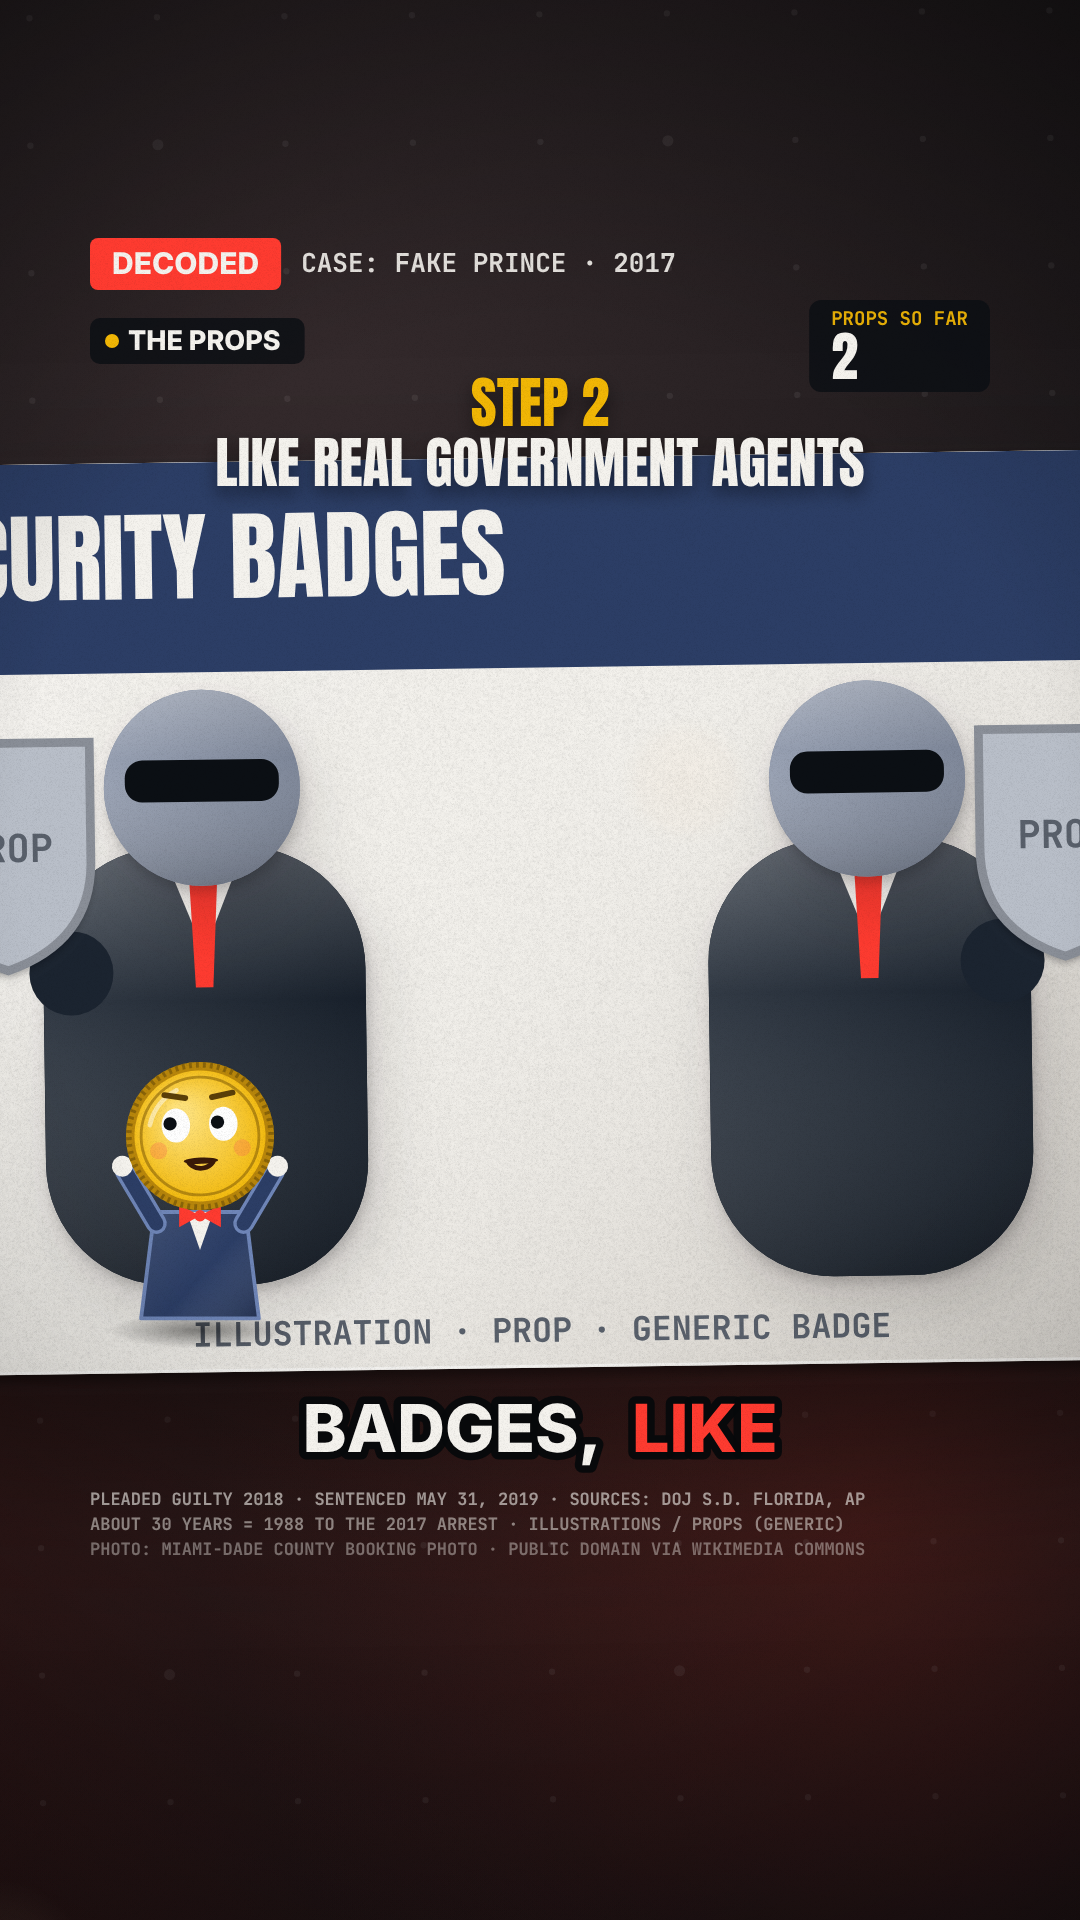 DECODED CASE: FAKE PRINCE · 2017
THE PROPS
PROPS SO FAR
2
STEP 2
LIKE REAL GOVERNMENT AGENTS
CURITY BADGES
ROP
PRO
ILLUSTRATION · PROP · GENERIC BADGE
BADGES, LIKE
PLEADED GUILTY 2018 · SENTENCED MAY 31, 2019 · SOURCES: DOJ S.D. FLORIDA, AP
ABOUT 30 YEARS = 1988 TO THE 2017 ARREST · ILLUSTRATIONS / PROPS (GENERIC)
PHOTO: MIAMI-DADE COUNTY BOOKING PHOTO · PUBLIC DOMAIN VIA WIKIMEDIA COMMONS